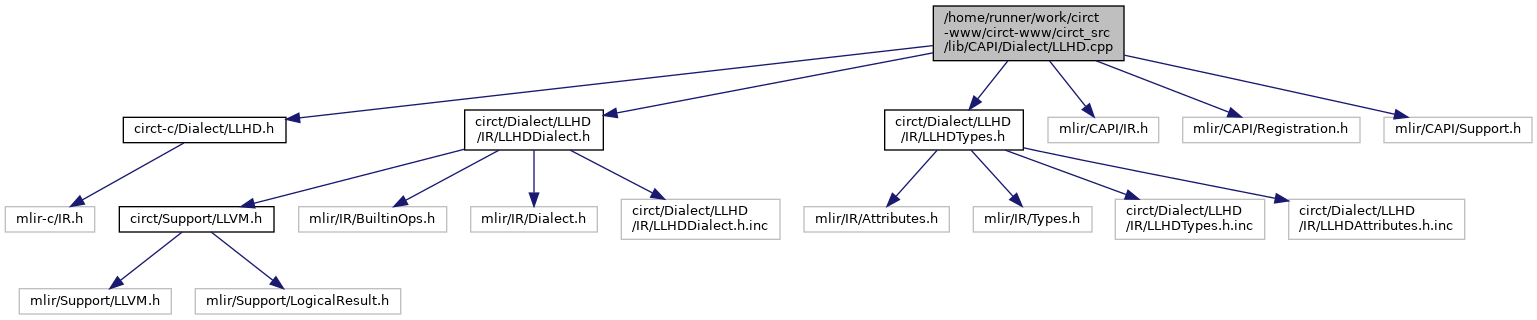 /home/runner/work/circt
-www/circt-www/circt_src
/lib/CAPI/Dialect/LLHD.cpp
circt-c/Dialect/LLHD.h
circt/Dialect/LLHD
/IR/LLHDDialect.h
circt/Dialect/LLHD
/IR/LLHDTypes.h
mlir/CAPI/IR.h
mlir/CAPI/Registration.h
mlir/CAPI/Support.h
mlir-c/IR.h
circt/Support/LLVM.h
mlir/IR/BuiltinOps.h
mlir/IR/Dialect.h
circt/Dialect/LLHD
/IR/LLHDDialect.h.inc
mlir/IR/Attributes.h
mlir/IR/Types.h
circt/Dialect/LLHD
/IR/LLHDTypes.h.inc
circt/Dialect/LLHD
/IR/LLHDAttributes.h.inc
mlir/Support/LLVM.h
mlir/Support/LogicalResult.h